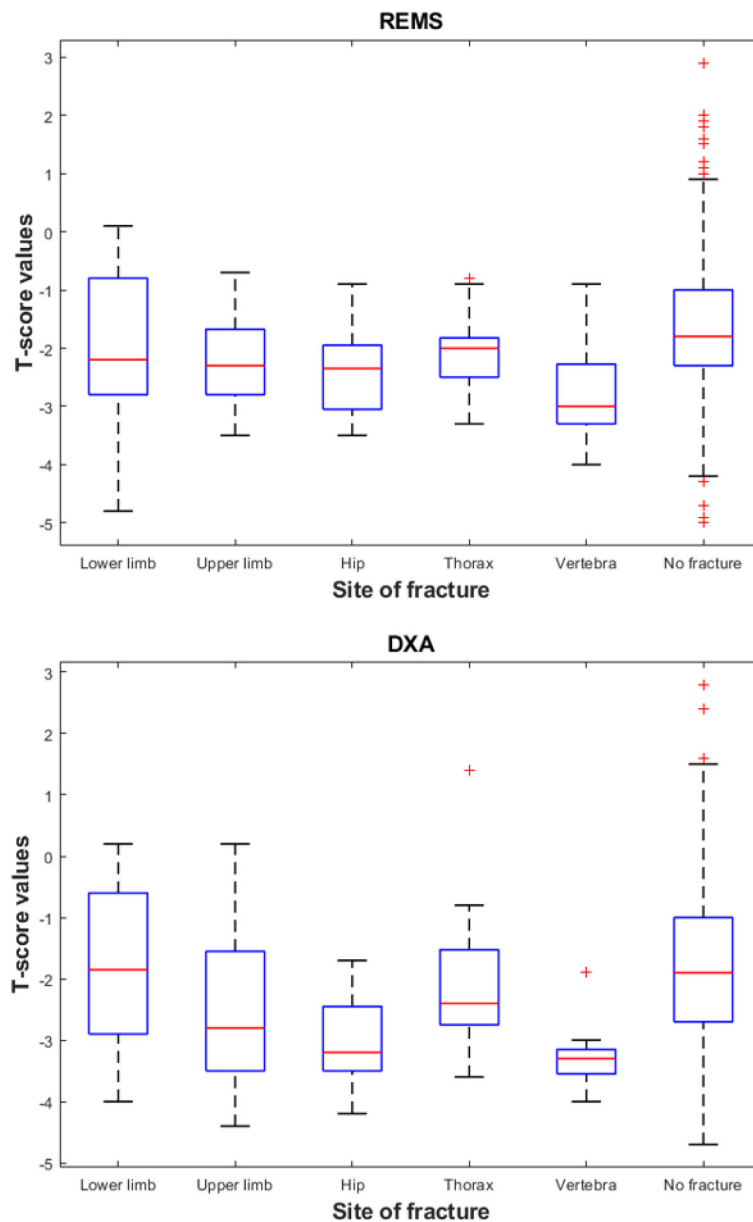 REMS
3
2
1
0
-1
-2
-3
-4
-5
T-score values
Lower limb Upper limb Hip Thorax Vertebra No fracture
Site of fracture
DXA
3
2
1
0
-1
-2
-3
-4
-5
T-score values
Lower limb Upper limb Hip Thorax Vertebra No fracture
Site of fracture